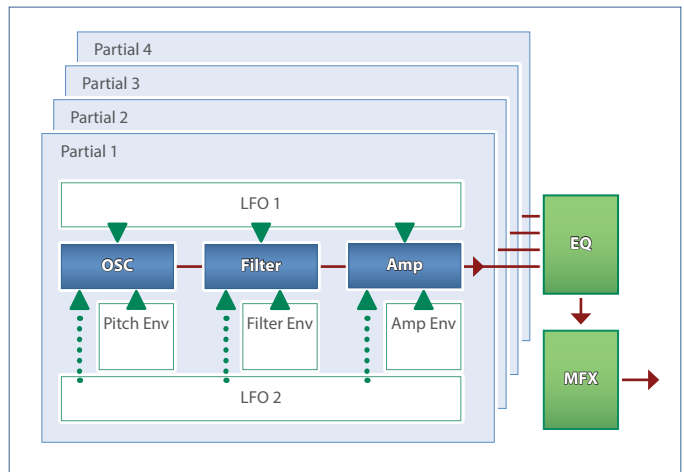 Partial 4
Partial 3
Partial 2
Partial 1
LFO 1
OSC
Filter
Amp
EQ
Pitch Env
Filter Env
Amp Env
MFX
LFO 2